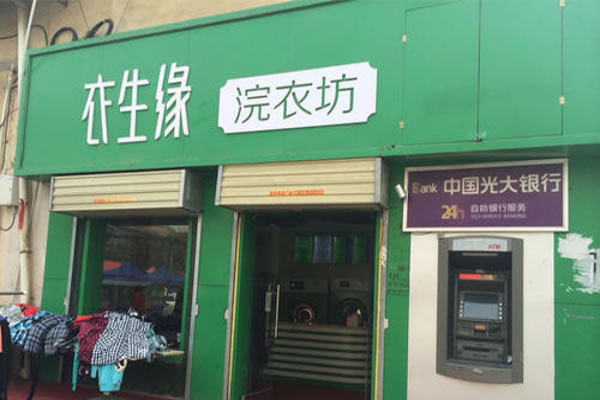 衣生缘
浣衣坊
Bank 中国光大银行
24h 自助银行服务
SELF-SERVICE BANKING
ATM